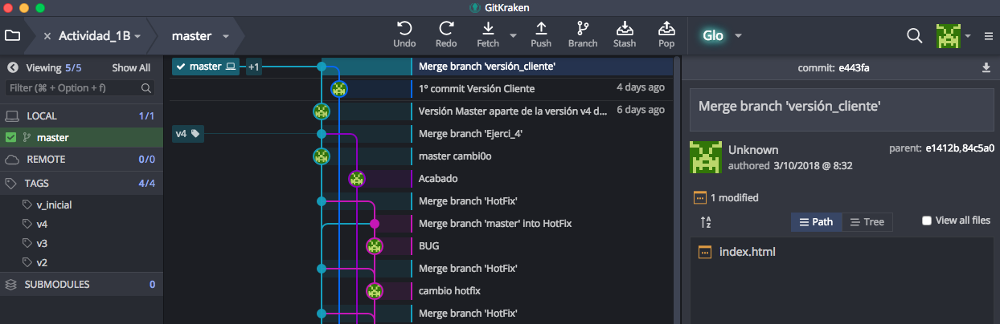 GitKraken
Actividad_1B
master
Undo
Redo
Fetch
Push
Branch
Stash
Pop
Glo
Viewing 5/5 Show All
Filter (⌘ + Option + f)
LOCAL 1/1
master
REMOTE 0/0
TAGS 4/4
v_inicial
v4
v3
v2
SUBMODULES 0
master +1 Merge branch 'versión_cliente'
1º commit Versión Cliente 4 days ago
Versión Master aparte de la versión v4 d... 6 days ago
v4 Merge branch 'Ejerci_4'
master cambi0o
Acabado
Merge branch 'HotFix'
Merge branch 'master' into HotFix
BUG
Merge branch 'HotFix'
cambio hotfix
Merge branch 'HotFix'
commit: e443fa
Merge branch 'versión_cliente'
Unknown
authored 3/10/2018 @ 8:32
parent: e1412b,84c5a0
1 modified
A Z
Path
Tree
View all files
index.html